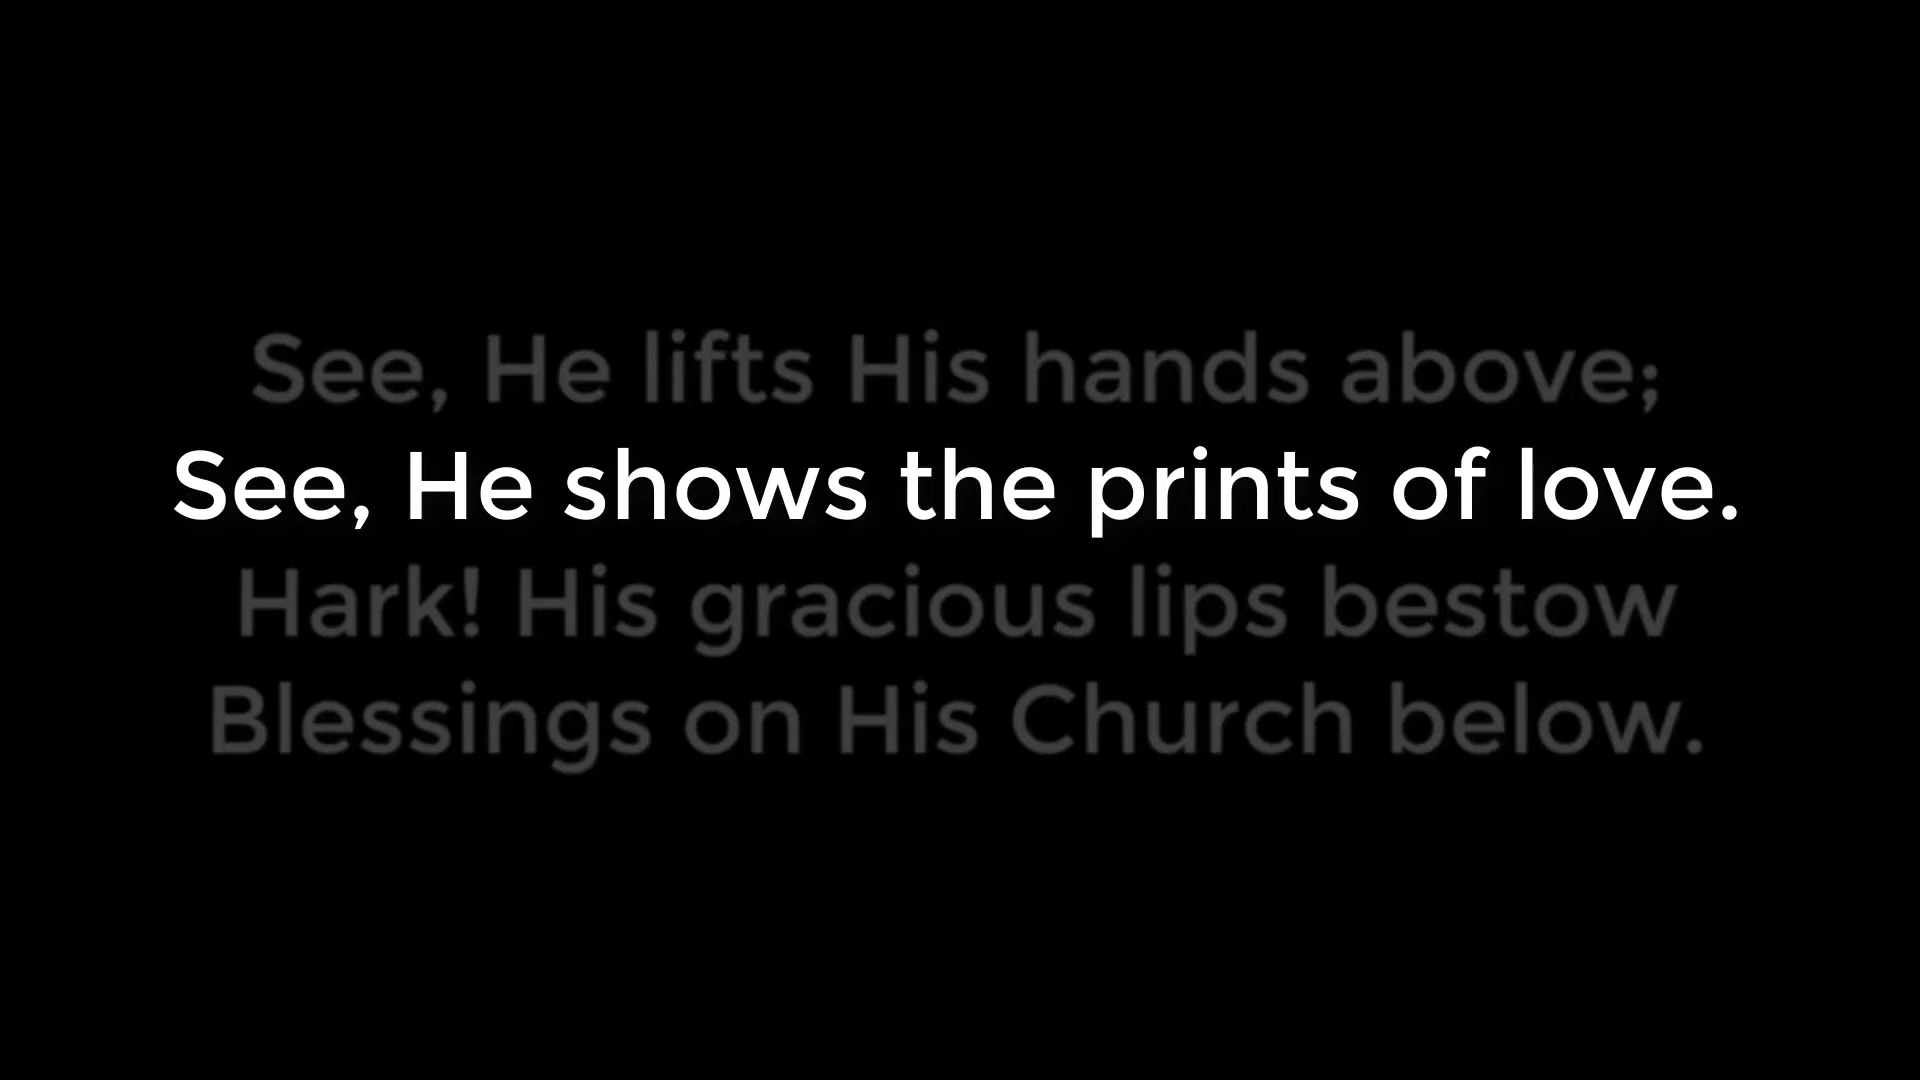 See, He lifts His hands above;
See, He shows the prints of love.
Hark! His gracious lips bestow
Blessings on His Church below.